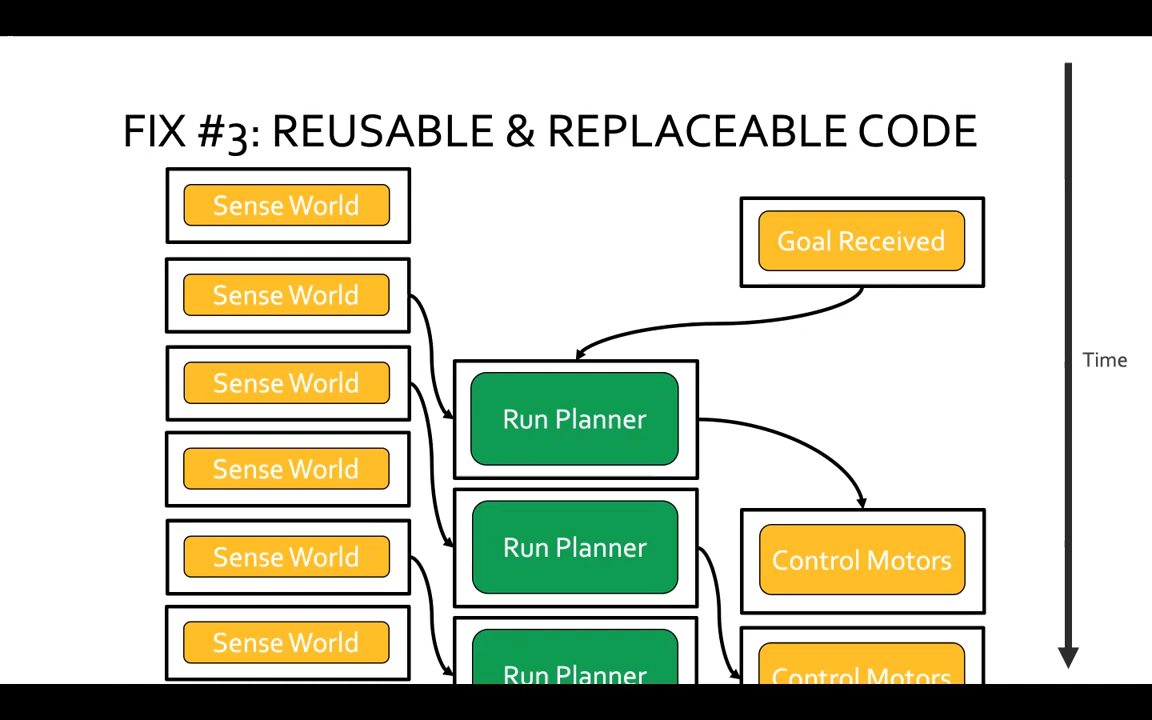 FIX #3: REUSABLE & REPLACEABLE CODE
Sense World
Goal Received
Sense World
Time
Sense World
Run Planner
Sense World
Run Planner
Sense World
Control Motors
Sense World
Run Planner
Control Motors